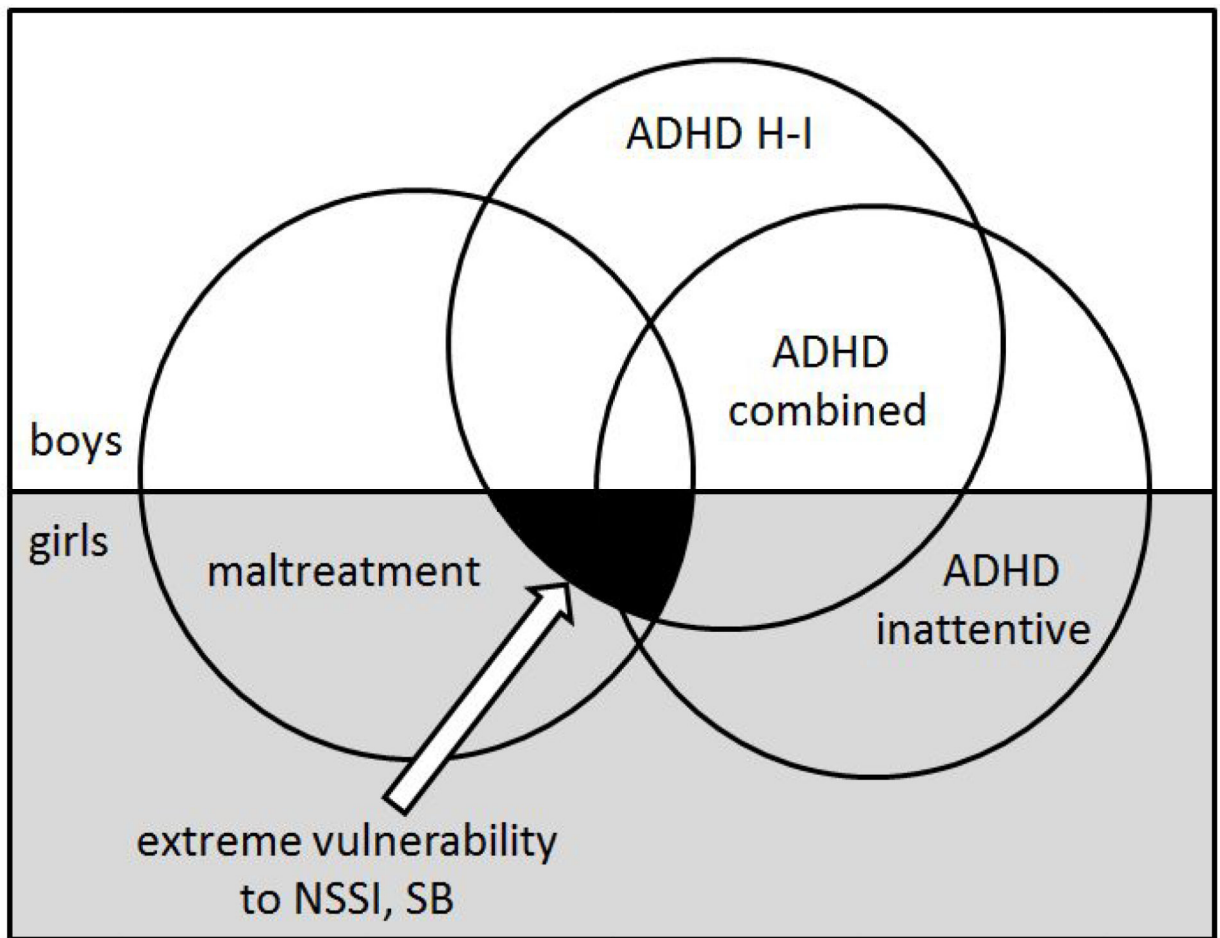 ADHD H-I
ADHD
combined
boys
girls
maltreatment
ADHD
inattentive
extreme vulnerability
to NSSI, SB